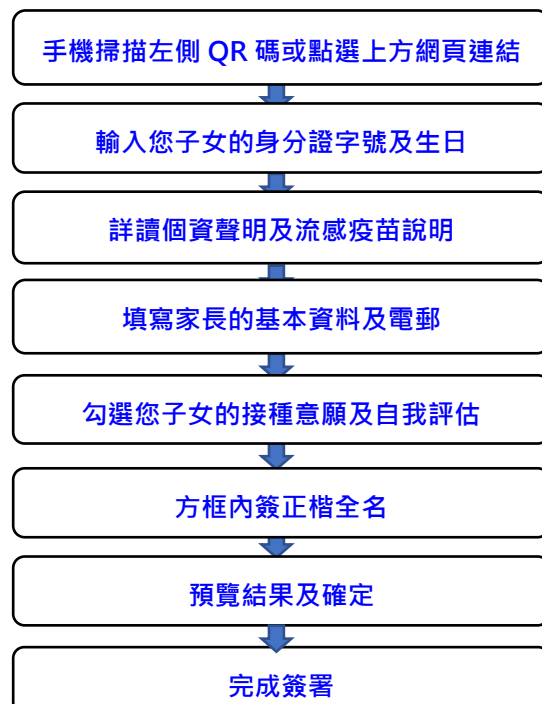 手機掃描左側 QR 碼或點選上方網頁連結
輸入您子女的身分證字號及生日
詳讀個資聲明及流感疫苗說明
填寫家長的基本資料及電郵
勾選您子女的接種意願及自我評估
方框內簽正楷全名
預覽結果及確定
完成簽署